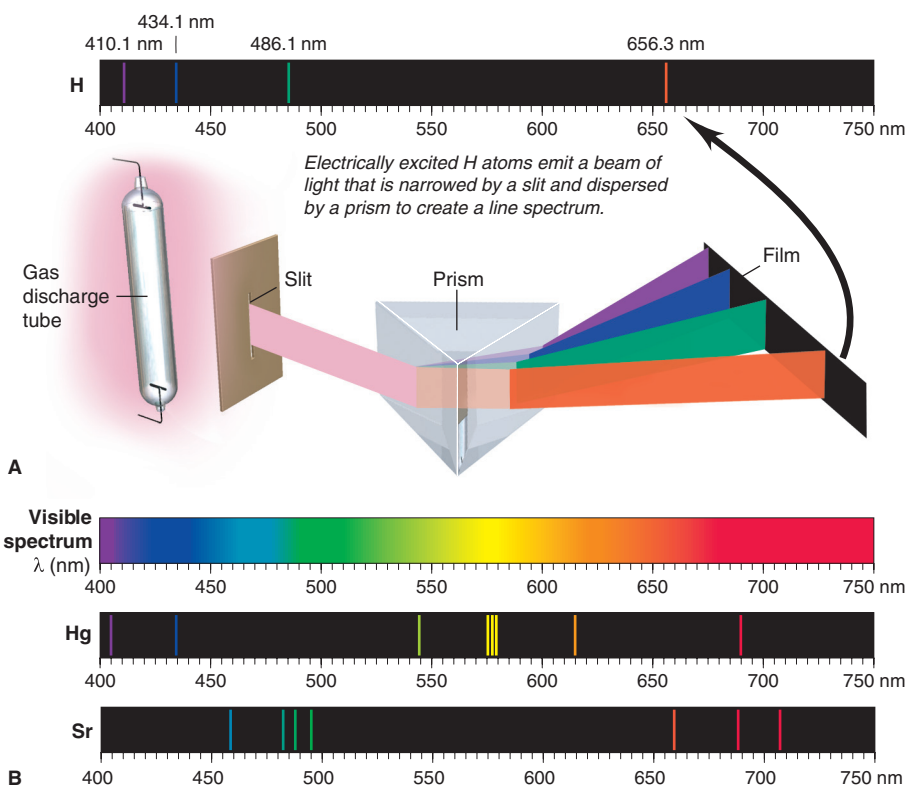 434.1 nm
410.1 nm | 486.1 nm 656.3 nm
H
400 450 500 550 600 650 700 750 nm
Electrically excited H atoms emit a beam of
light that is narrowed by a slit and dispersed
by a prism to create a line spectrum.
Gas
discharge
tube
Slit
Prism
Film
A
Visible
spectrum
λ (nm)
400 450 500 550 600 650 700 750 nm
Hg
400 450 500 550 600 650 700 750 nm
Sr
400 450 500 550 600 650 700 750 nm
B